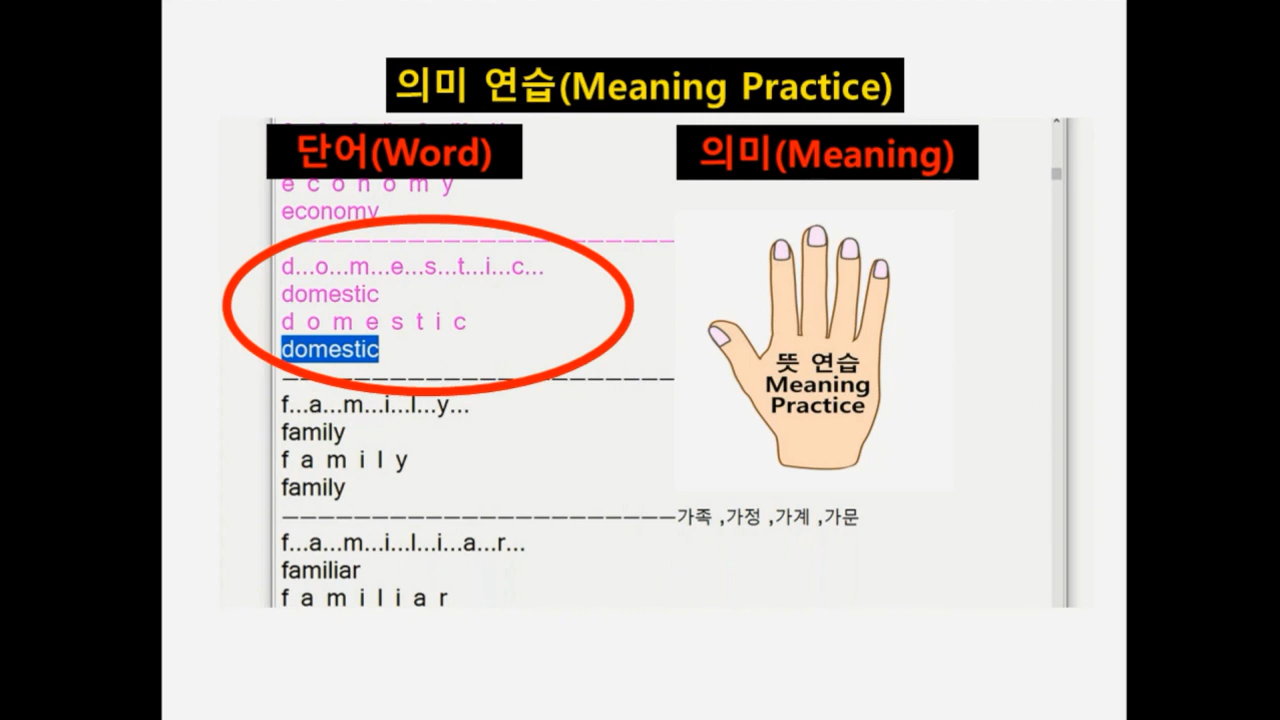 의미 연습(Meaning Practice)
단어(Word)
의미(Meaning)
e c o n o m y
economy
d...o...m...e...s...t...i...c...
domestic
d o m e s t i c
domestic
f...a...m...i...l...y...
family
f a m i l y
family
가족 ,가정 ,가계 ,가문
f...a...m...i...l...i...a...r...
familiar
f a m i l i a r
뜻 연습
Meaning
Practice